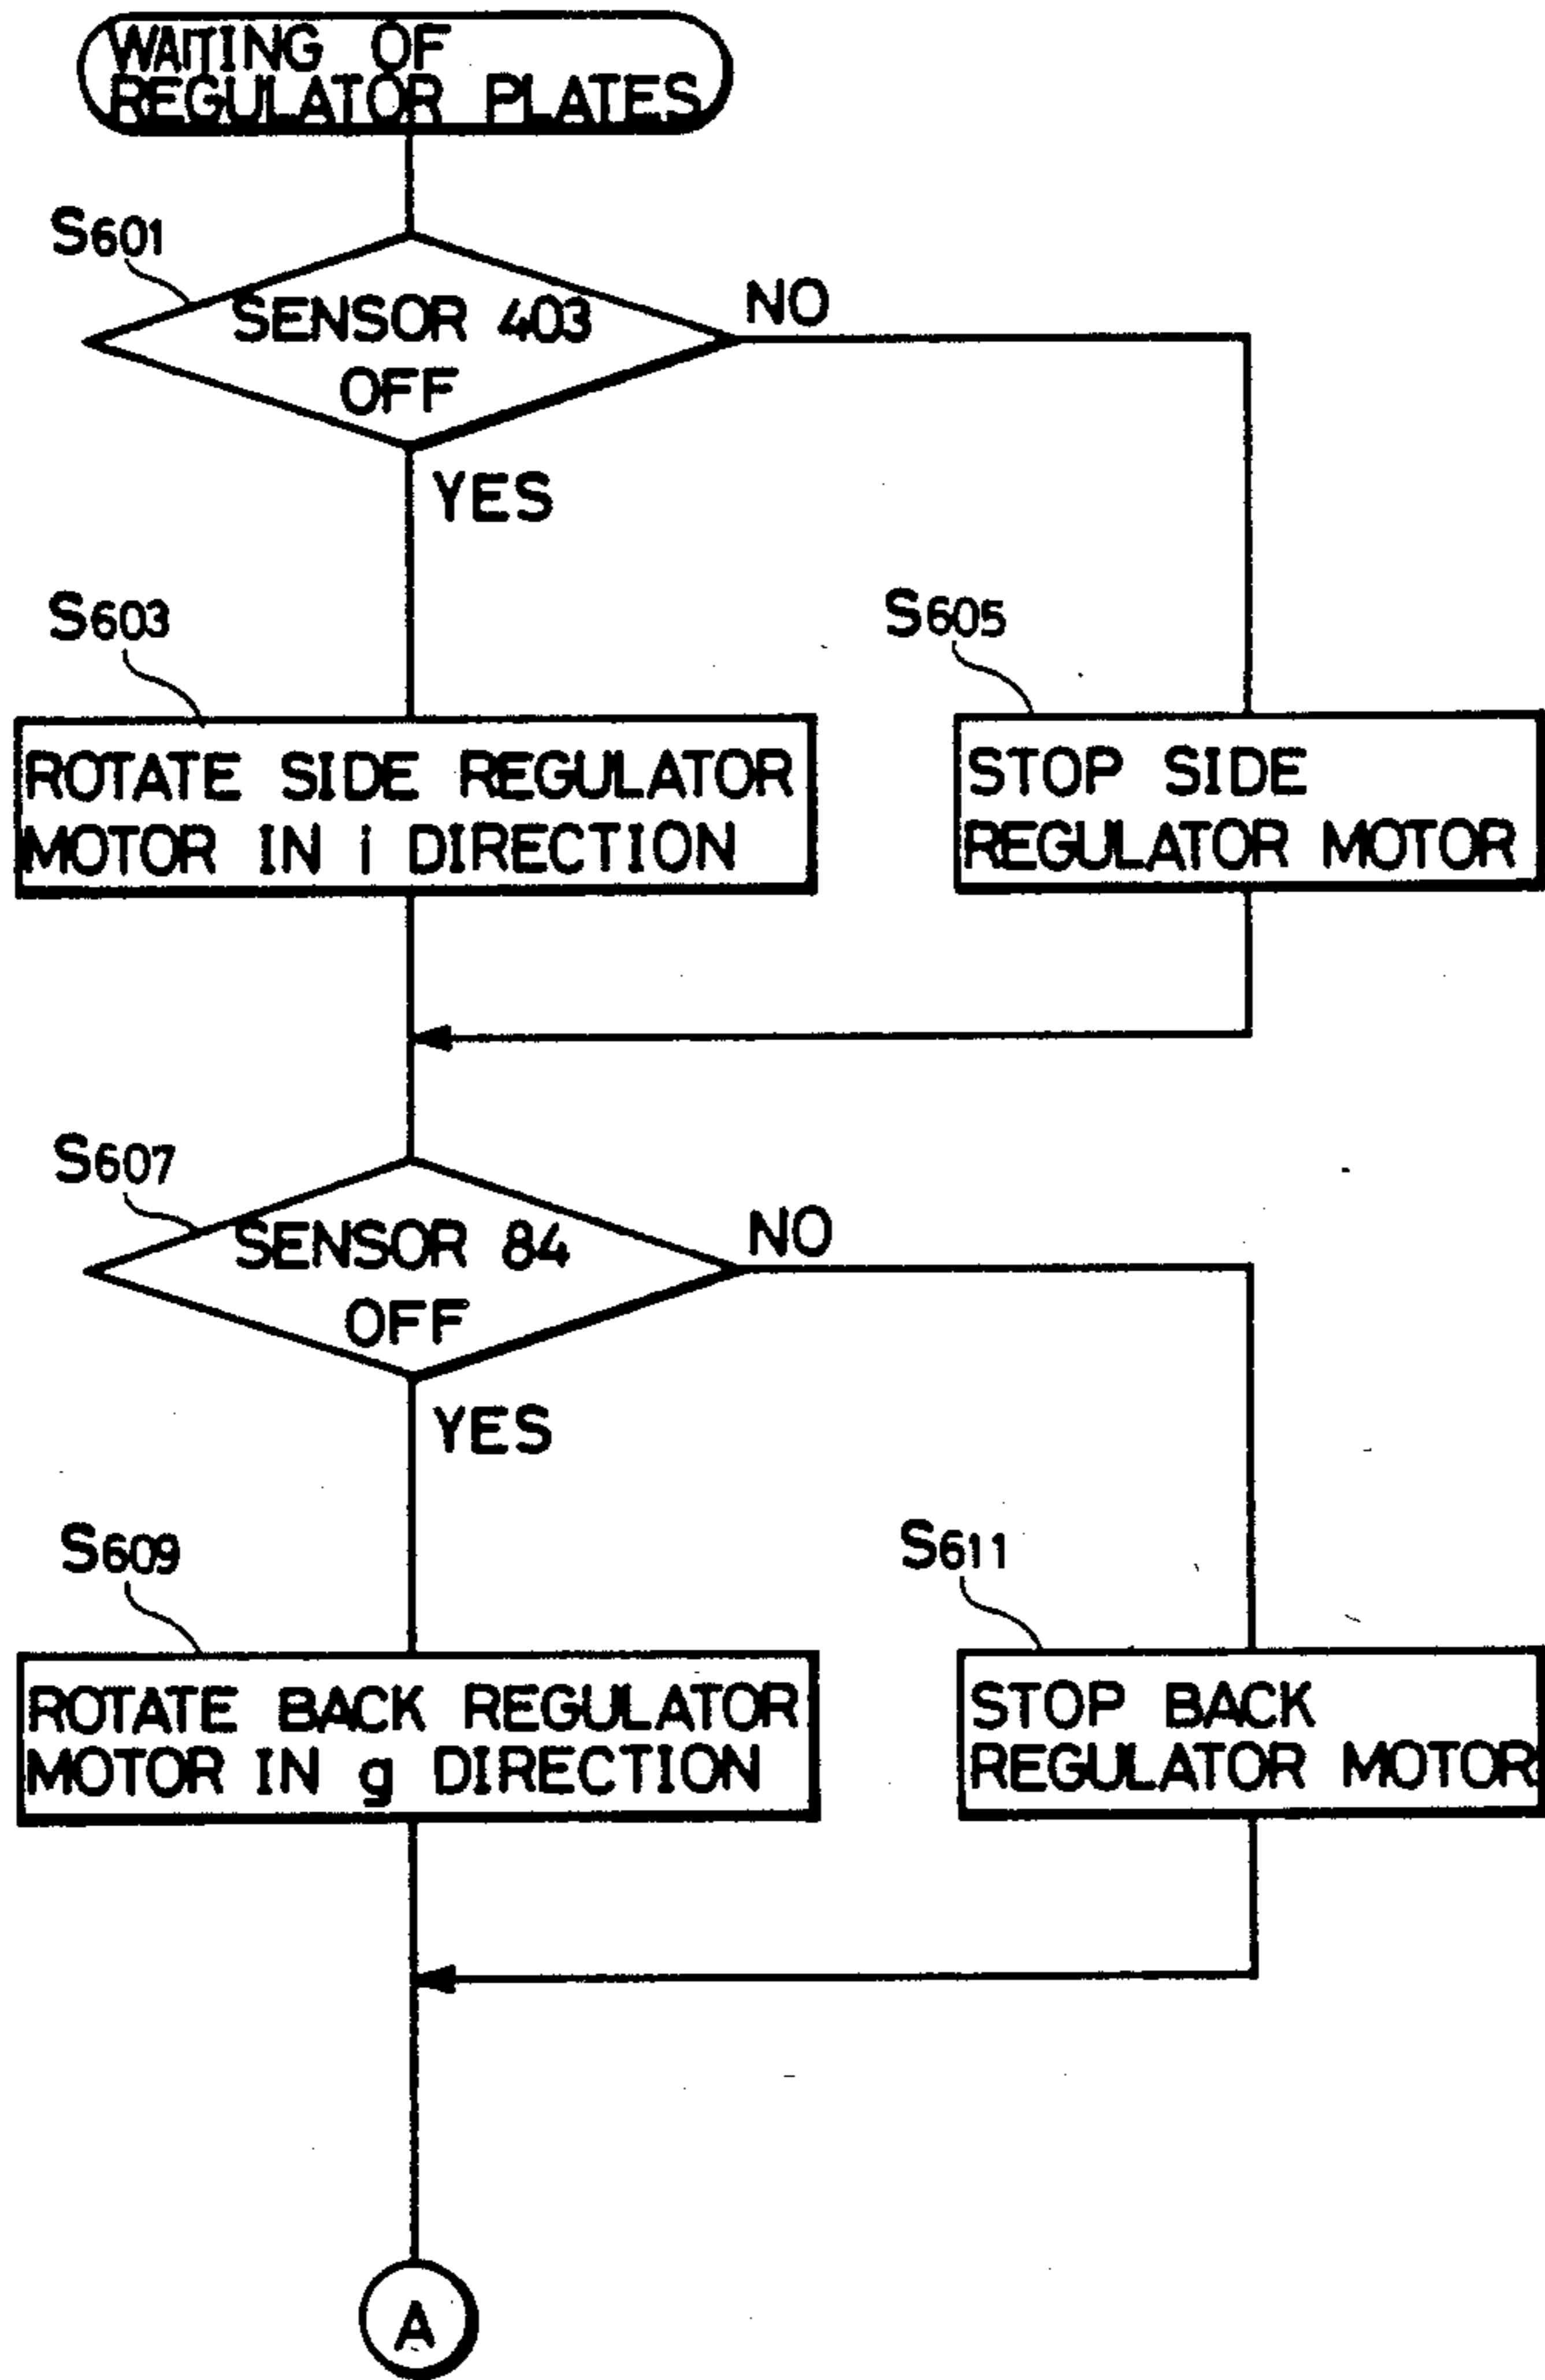 WAITING OF
REGULATOR PLATES
S601
SENSOR 403
OFF
NO
YES
S603
ROTATE SIDE REGULATOR
MOTOR IN i DIRECTION
S605
STOP SIDE
REGULATOR MOTOR
S607
SENSOR 84
OFF
NO
YES
S609
ROTATE BACK REGULATOR
MOTOR IN g DIRECTION
S611
STOP BACK
REGULATOR MOTOR
A